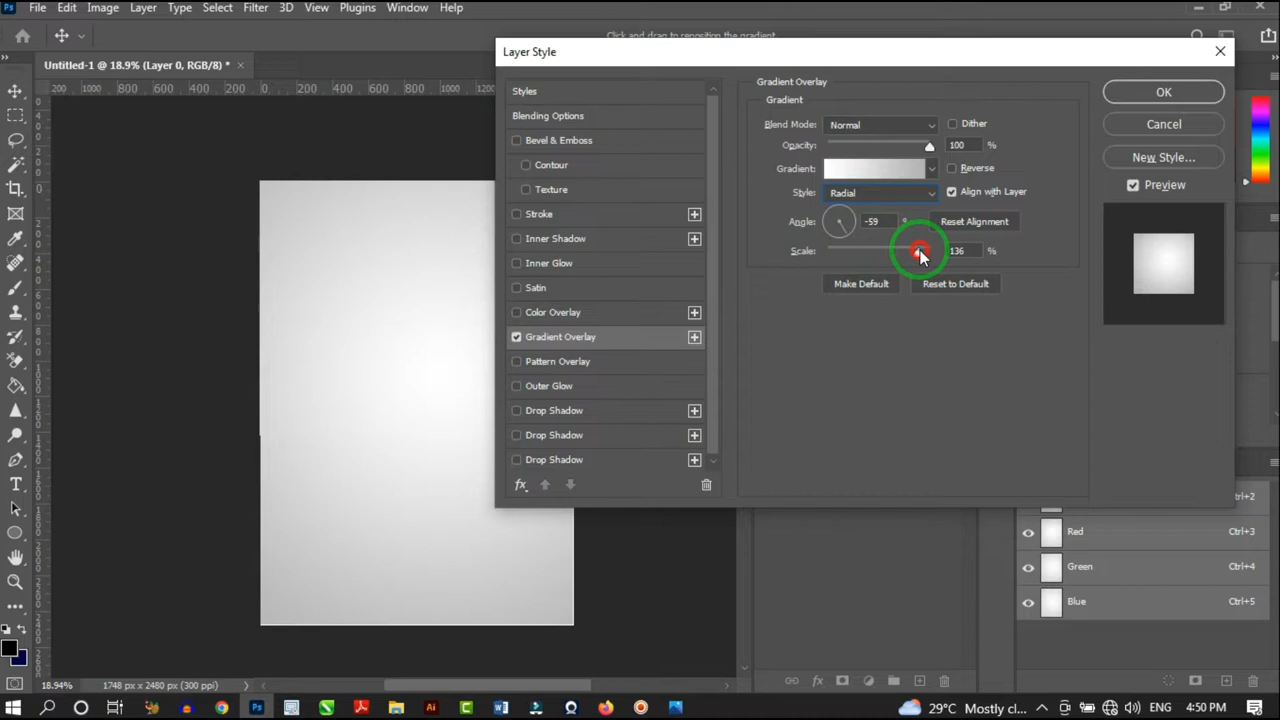 Ps File Edit Image Layer Type Select Filter 3D View Plugins Window Help
Click and drag to reposition the gradient.
Untitled-1 @ 18.9% (Layer 0, RGB/8) *
Layer Style
Styles
Blending Options
Bevel & Emboss
Contour
Texture
Stroke
Inner Shadow
Inner Glow
Satin
Color Overlay
Gradient Overlay
Pattern Overlay
Outer Glow
Drop Shadow
Drop Shadow
Drop Shadow
fx
Gradient Overlay
Gradient
Blend Mode: Normal Dither
Opacity: 100 %
Gradient: Reverse
Style: Radial Align with Layer
Angle: -59 ° Reset Alignment
Scale: 136 %
Make Default Reset to Default
OK
Cancel
New Style...
Preview
Ctrl+2
Red Ctrl+3
Green Ctrl+4
Blue Ctrl+5
18.94% 1748 px x 2480 px (300 ppi)
29°C Mostly cl... ENG 4:50 PM